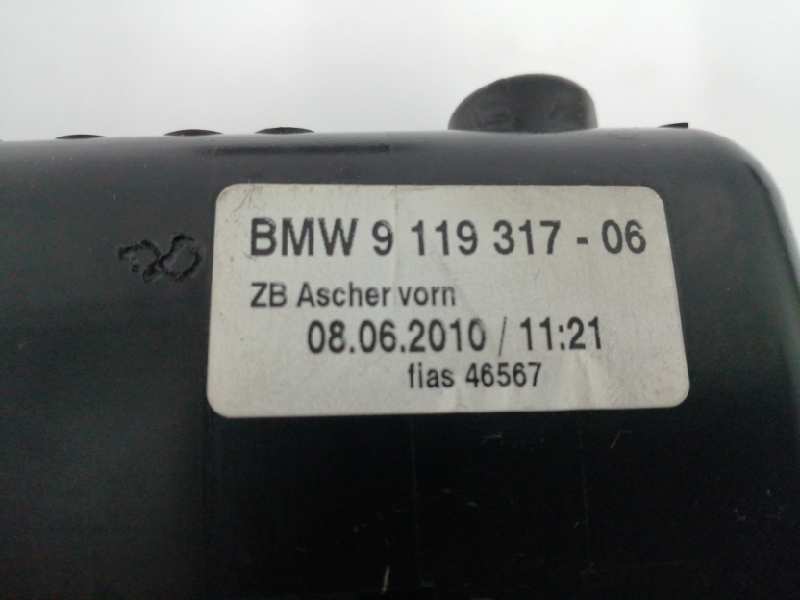 BMW 9 119 317 - 06
ZB Ascher vorn
08.06.2010 / 11:21
fias 46567